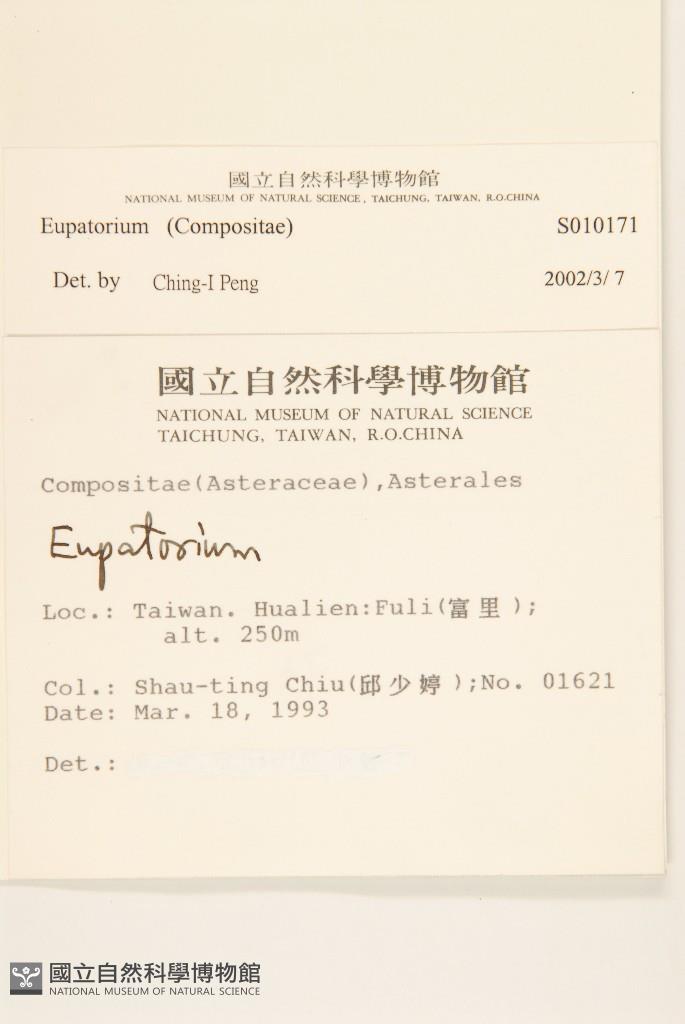 國立自然科學博物館
NATIONAL MUSEUM OF NATURAL SCIENCE, TAICHUNG, TAIWAN, R.O.CHINA
Eupatorium (Compositae) S010171
Det. by Ching-I Peng 2002/3/ 7
國立自然科學博物館
NATIONAL MUSEUM OF NATURAL SCIENCE
TAICHUNG, TAIWAN, R.O.CHINA
Compositae(Asteraceae),Asterales
Eupatorium
Loc.: Taiwan. Hualien:Fuli(富里);
alt. 250m
Col.: Shau-ting Chiu(邱少婷);No. 01621
Date: Mar. 18, 1993
Det.:
國立自然科學博物館
NATIONAL MUSEUM OF NATURAL SCIENCE